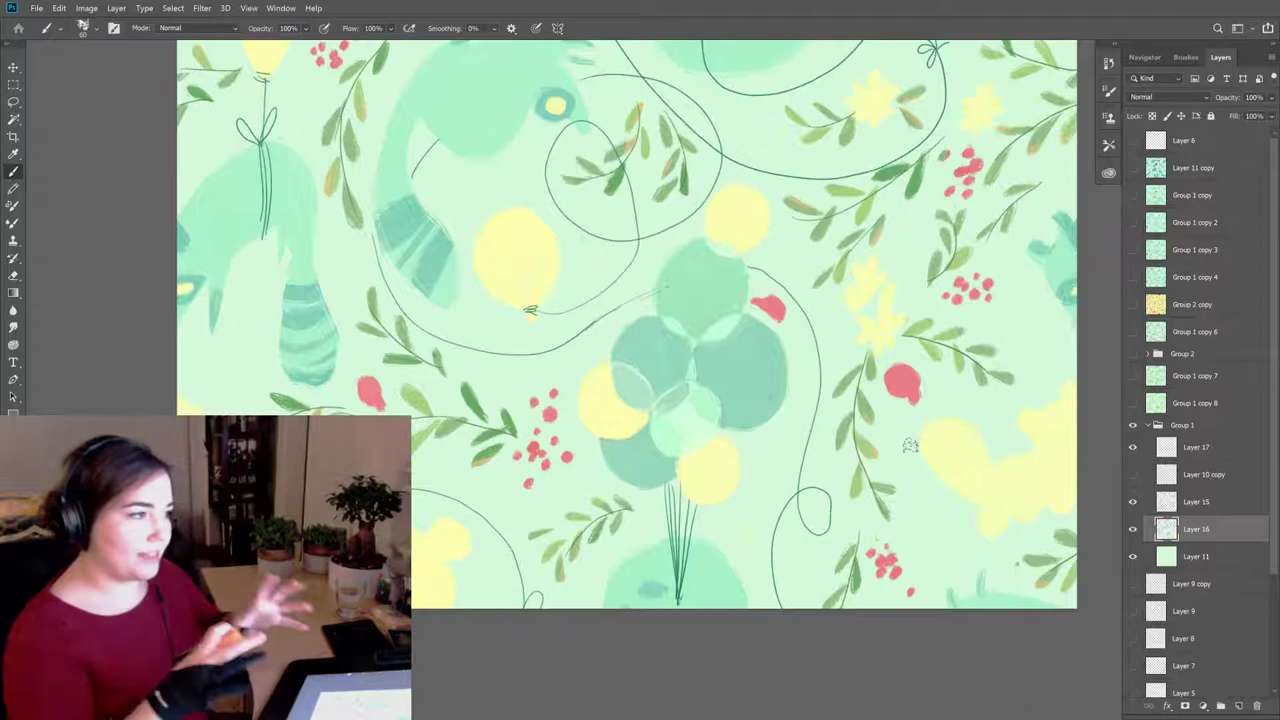 Ps File Edit Image Layer Type Select Filter 3D View Window Help
60 Mode: Normal Opacity: 100% Flow: 100% Smoothing: 0%
Navigator Brushes Layers
Kind
Normal Opacity: 100%
Lock: Fill: 100%
Layer 6
Layer 11 copy
Group 1 copy
Group 1 copy 2
Group 1 copy 3
Group 1 copy 4
Group 2 copy
Group 1 copy 6
Group 2
Group 1 copy 7
Group 1 copy 8
Group 1
Layer 17
Layer 10 copy
Layer 15
Layer 16
Layer 11
Layer 9 copy
Layer 9
Layer 8
Layer 7
Layer 5
fx